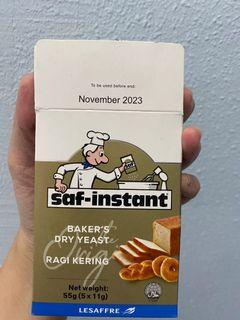 To be used before end:
November 2023
saf-instant
BAKER'S
DRY YEAST
RAGI KERING
Net weight:
55g (5 x 11g)
LESAFFRE